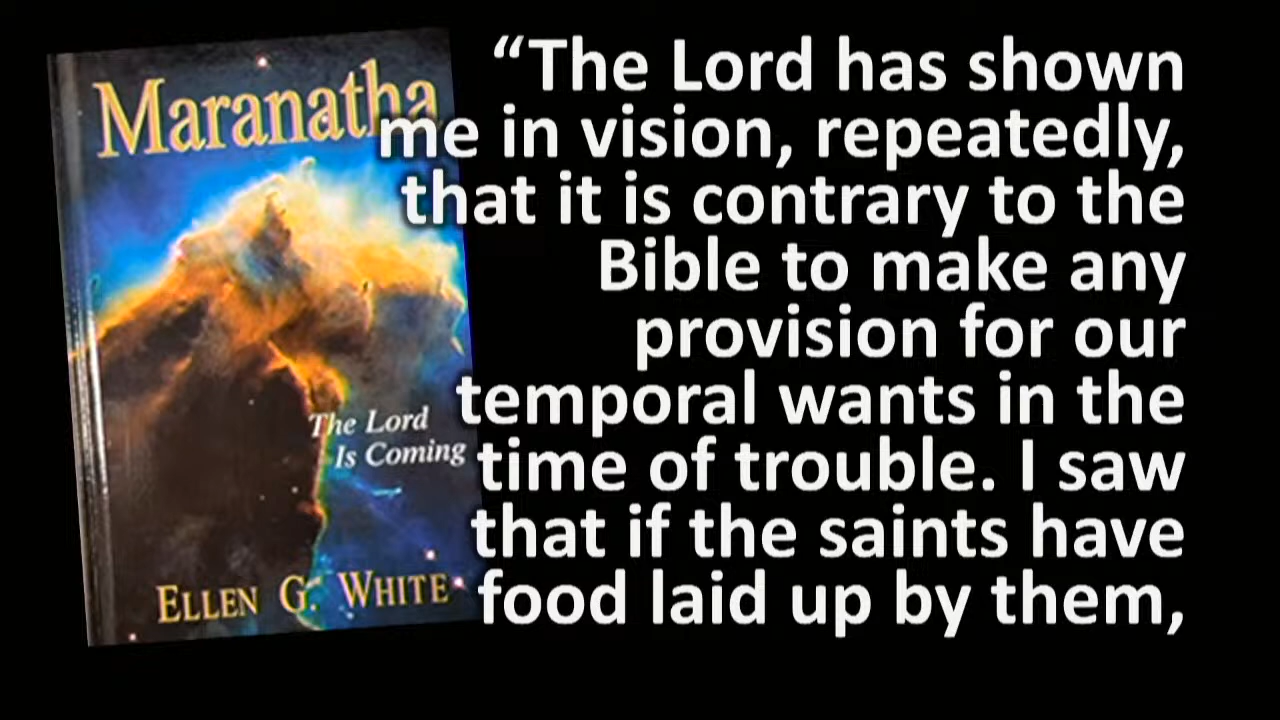 Maranatha
The Lord
Is Coming
ELLEN G. WHITE
“The Lord has shown
me in vision, repeatedly,
that it is contrary to the
Bible to make any
provision for our
temporal wants in the
time of trouble. I saw
that if the saints have
food laid up by them,